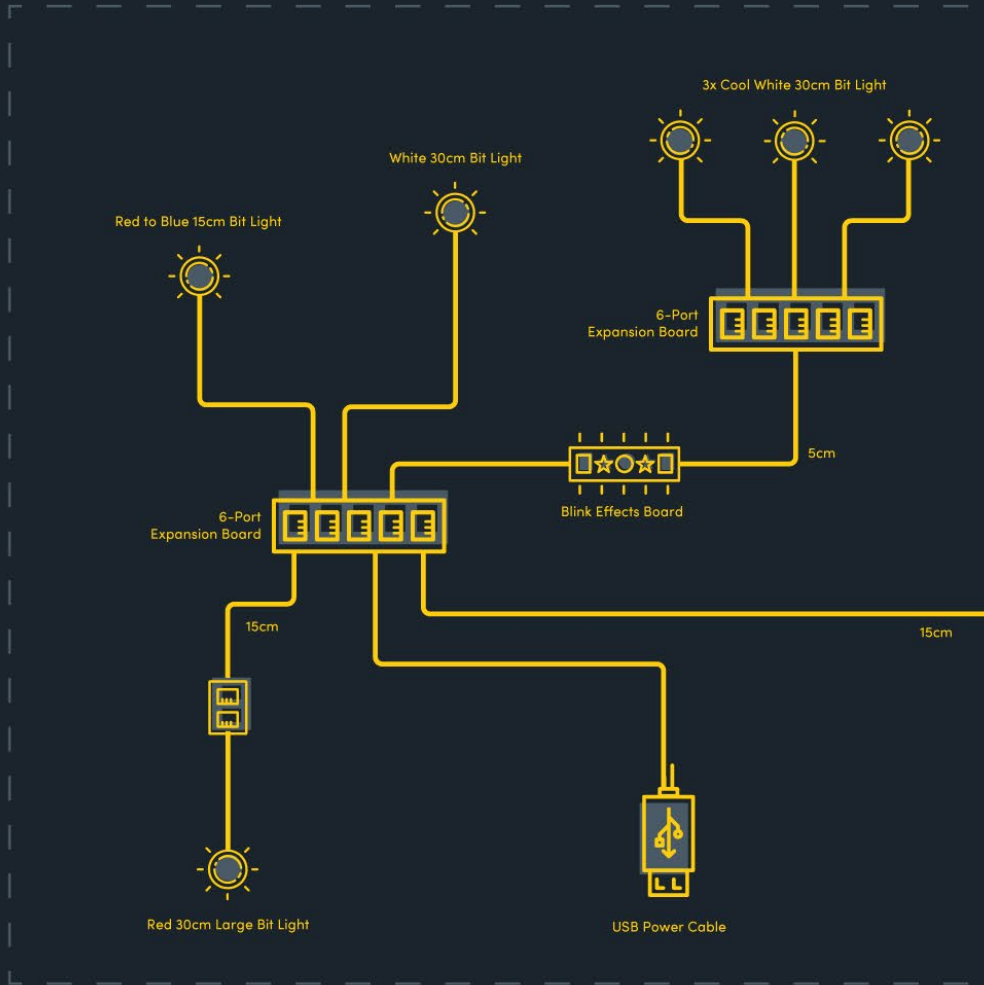 3x Cool White 30cm Bit Light
White 30cm Bit Light
Red to Blue 15cm Bit Light
6-Port
Expansion Board
5cm
Blink Effects Board
6-Port
Expansion Board
15cm
15cm
Red 30cm Large Bit Light
USB Power Cable